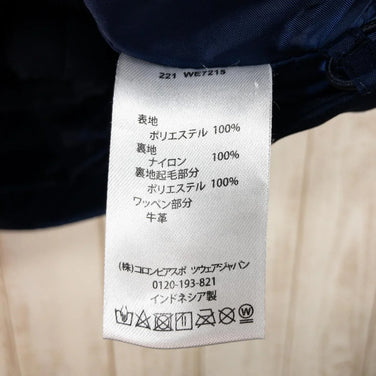 221 WE7215
表地
ポリエステル 100%
裏地
ナイロン 100%
裏地起毛部分
ポリエステル 100%
ワッペン部分
牛革
(株)コロンビアスポ ツウェアジャパン
0120-193-821
インドネシア製